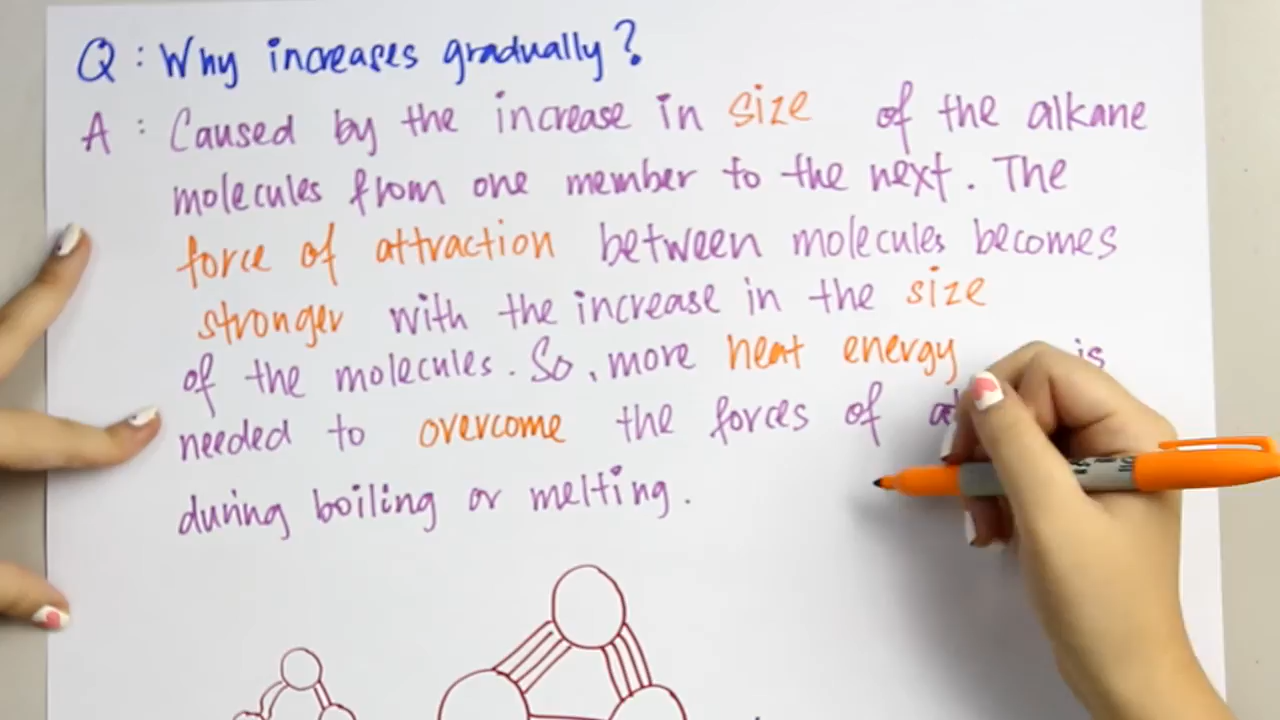 Q : Why increases gradually?
A : Caused by the increase in size of the alkane
molecules from one member to the next. The
force of attraction between molecules becomes
stronger with the increase in the size
of the molecules. So, more heat energy is
needed to overcome the forces of
during boiling or melting.